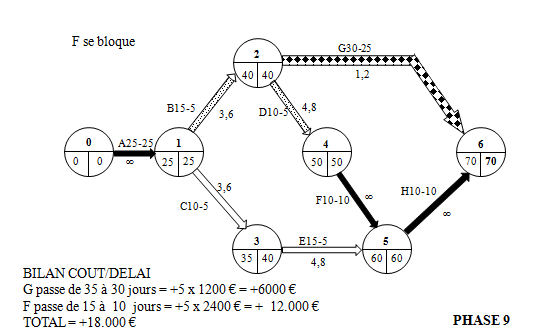 F se bloque
G30-25
2
40 40
1,2
B15-5
3,6
D10-5
4,8
0
0 0
A25-25
∞
1
25 25
4
50 50
6
70 70
3,6
C10-5
F10-10
∞
H10-10
∞
3
35 40
E15-5
4,8
5
60 60
BILAN COUT/DELAI
G passe de 35 à 30 jours = +5 x 1200 € = +6000 €
F passe de 15 à 10 jours = +5 x 2400 € = + 12.000 €
TOTAL = +18.000 €
PHASE 9